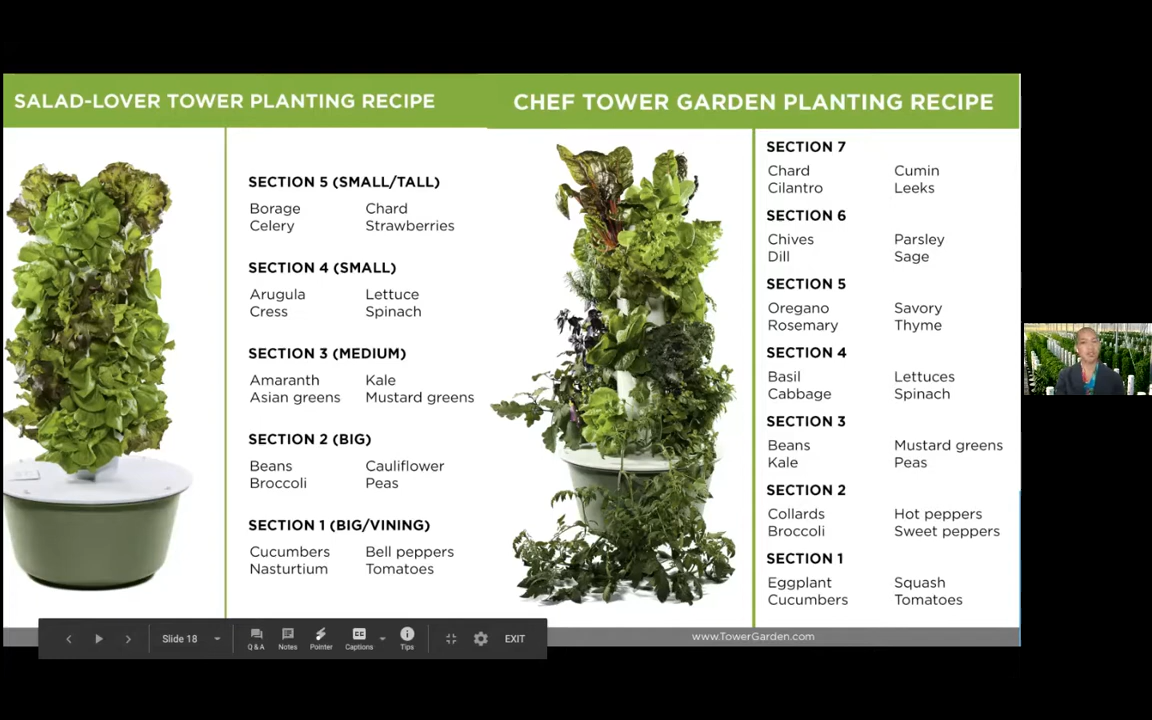 SALAD-LOVER TOWER PLANTING RECIPE
SECTION 5 (SMALL/TALL)
Borage Chard
Celery Strawberries
SECTION 4 (SMALL)
Arugula Lettuce
Cress Spinach
SECTION 3 (MEDIUM)
Amaranth Kale
Asian greens Mustard greens
SECTION 2 (BIG)
Beans Cauliflower
Broccoli Peas
SECTION 1 (BIG/VINING)
Cucumbers Bell peppers
Nasturtium Tomatoes
CHEF TOWER GARDEN PLANTING RECIPE
SECTION 7
Chard Cumin
Cilantro Leeks
SECTION 6
Chives Parsley
Dill Sage
SECTION 5
Oregano Savory
Rosemary Thyme
SECTION 4
Basil Lettuces
Cabbage Spinach
SECTION 3
Beans Mustard greens
Kale Peas
SECTION 2
Collards Hot peppers
Broccoli Sweet peppers
SECTION 1
Eggplant Squash
Cucumbers Tomatoes
www.TowerGarden.com
Slide 18
Q & A Notes Pointer Captions Tips
CC
EXIT